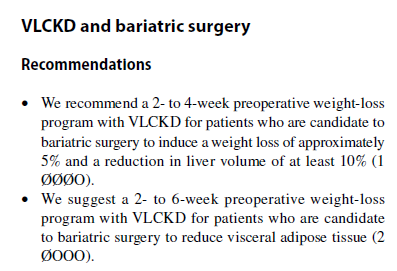 VLCKD and bariatric surgery
Recommendations
• We recommend a 2- to 4-week preoperative weight-loss
program with VLCKD for patients who are candidate to
bariatric surgery to induce a weight loss of approximately
5% and a reduction in liver volume of at least 10% (1
ØØØO).
• We suggest a 2- to 6-week preoperative weight-loss
program with VLCKD for patients who are candidate
to bariatric surgery to reduce visceral adipose tissue (2
ØOOO).